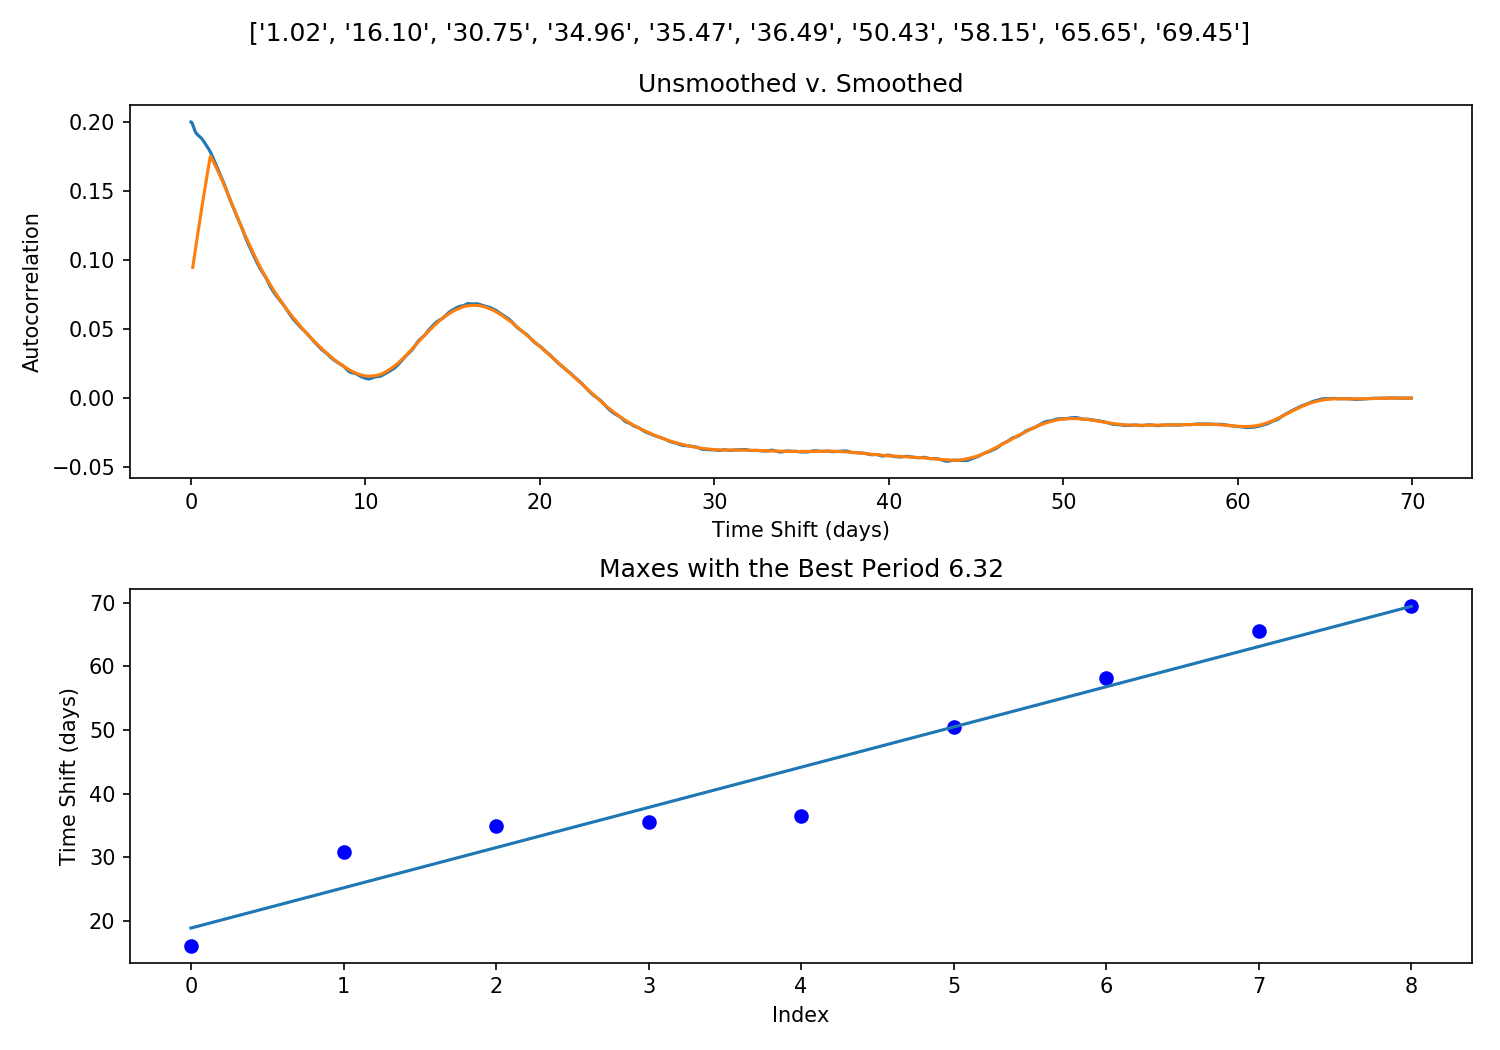 ['1.02', '16.10', '30.75', '34.96', '35.47', '36.49', '50.43', '58.15', '65.65', '69.45']
Unsmoothed v. Smoothed
Autocorrelation
0.20
0.15
0.10
0.05
0.00
−0.05
0 10 20 30 40 50 60 70
Time Shift (days)
Maxes with the Best Period 6.32
Time Shift (days)
70
60
50
40
30
20
0 1 2 3 4 5 6 7 8
Index